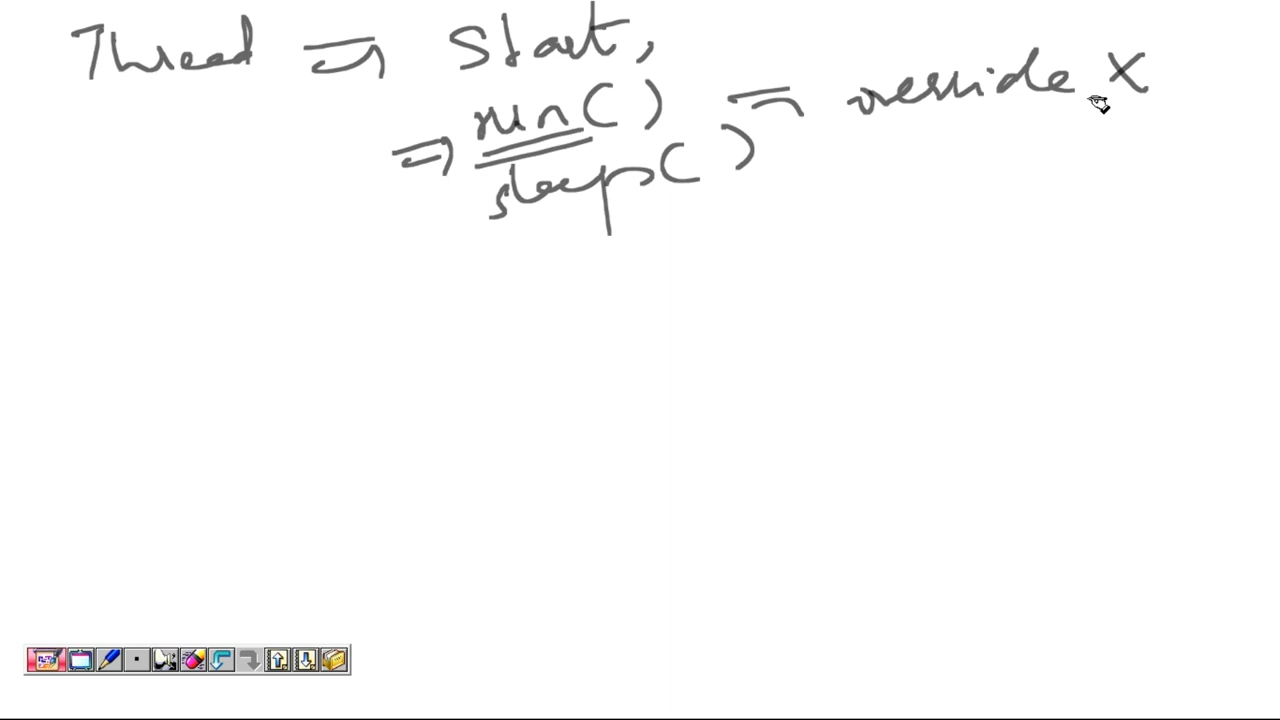 Thread ⇒ Start,
⇒ run() ⇒ override X
sleep()